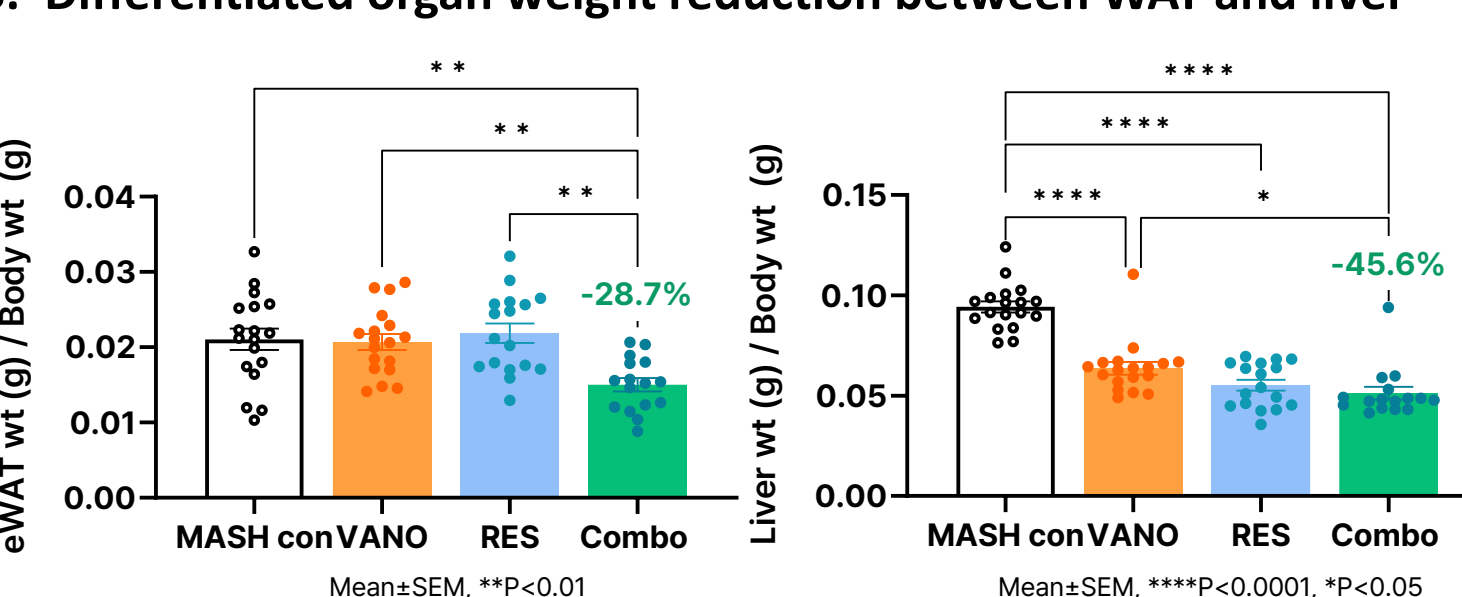 Differentiated organ weight reduction between WAT and liver
eWAT wt (g) / Body wt (g)
0.04
0.03
0.02
0.01
0.00
**
**
**
-28.7%
MASH con VANO RES Combo
Mean±SEM, **P<0.01
Liver wt (g) / Body wt (g)
0.15
0.10
0.05
0.00
****
****
****
*
-45.6%
MASH con VANO RES Combo
Mean±SEM, ****P<0.0001, *P<0.05